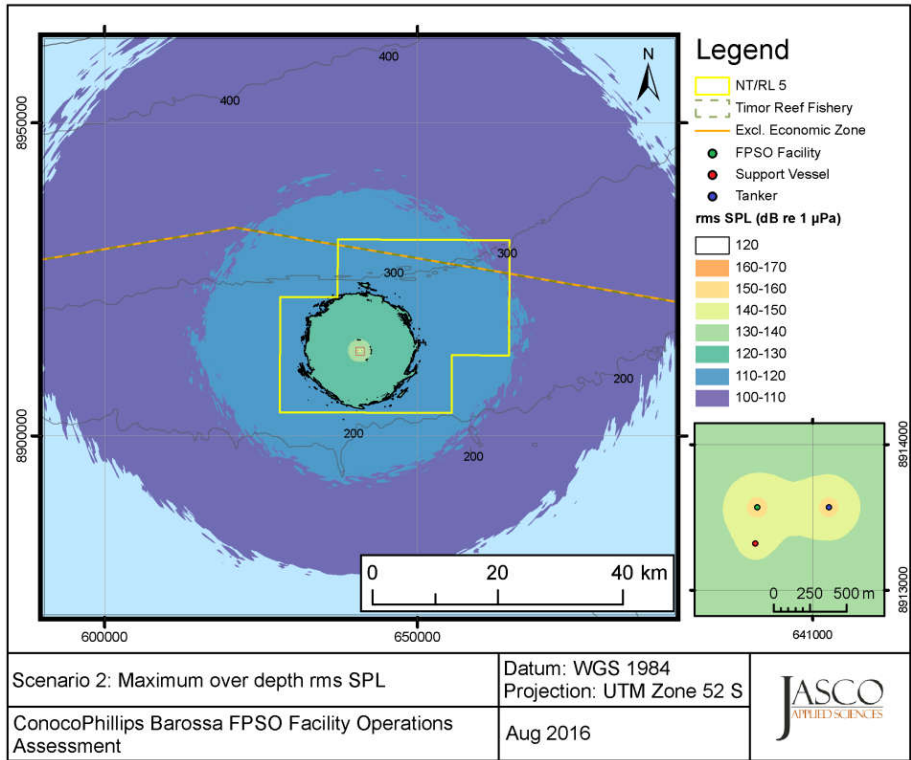 400
400
300
300
200
200
200
N
8950000
8900000
600000
650000
0 20 40 km
Legend
NT/RL 5
Timor Reef Fishery
Excl. Economic Zone
FPSO Facility
Support Vessel
Tanker
rms SPL (dB re 1 µPa)
120
160-170
150-160
140-150
130-140
120-130
110-120
100-110
8914000
8913000
0 250 500 m
641000
Scenario 2: Maximum over depth rms SPL
Datum: WGS 1984
Projection: UTM Zone 52 S
ConocoPhillips Barossa FPSO Facility Operations
Assessment
Aug 2016
JASCO
APPLIED SCIENCES